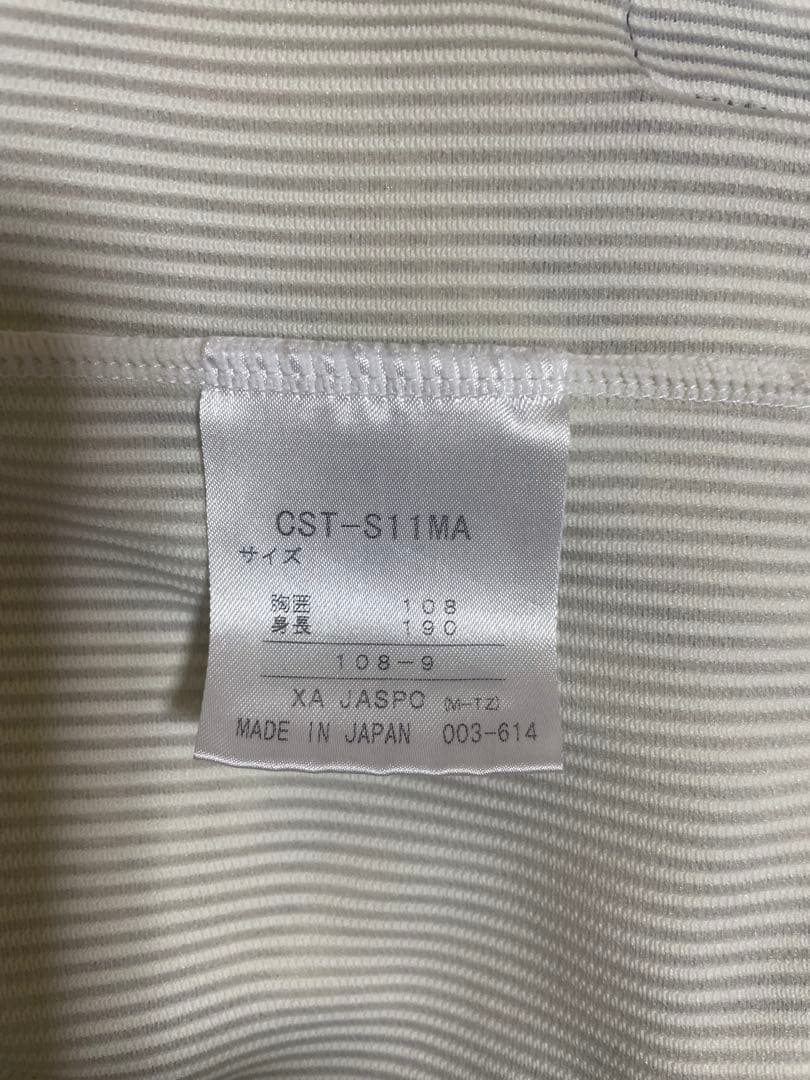 CST-S11MA
サイズ
胸囲 108
身長 190
108-9
XA JASPO (M-TZ)
MADE IN JAPAN 003-614